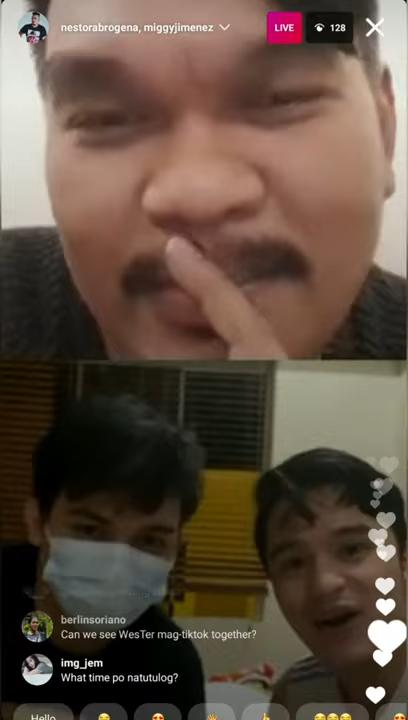 nestorabrogena, miggyjimenez
LIVE
128
berlinsoriano
Can we see WesTer mag-tiktok together?
img_jem
What time po natutulog?
Hello